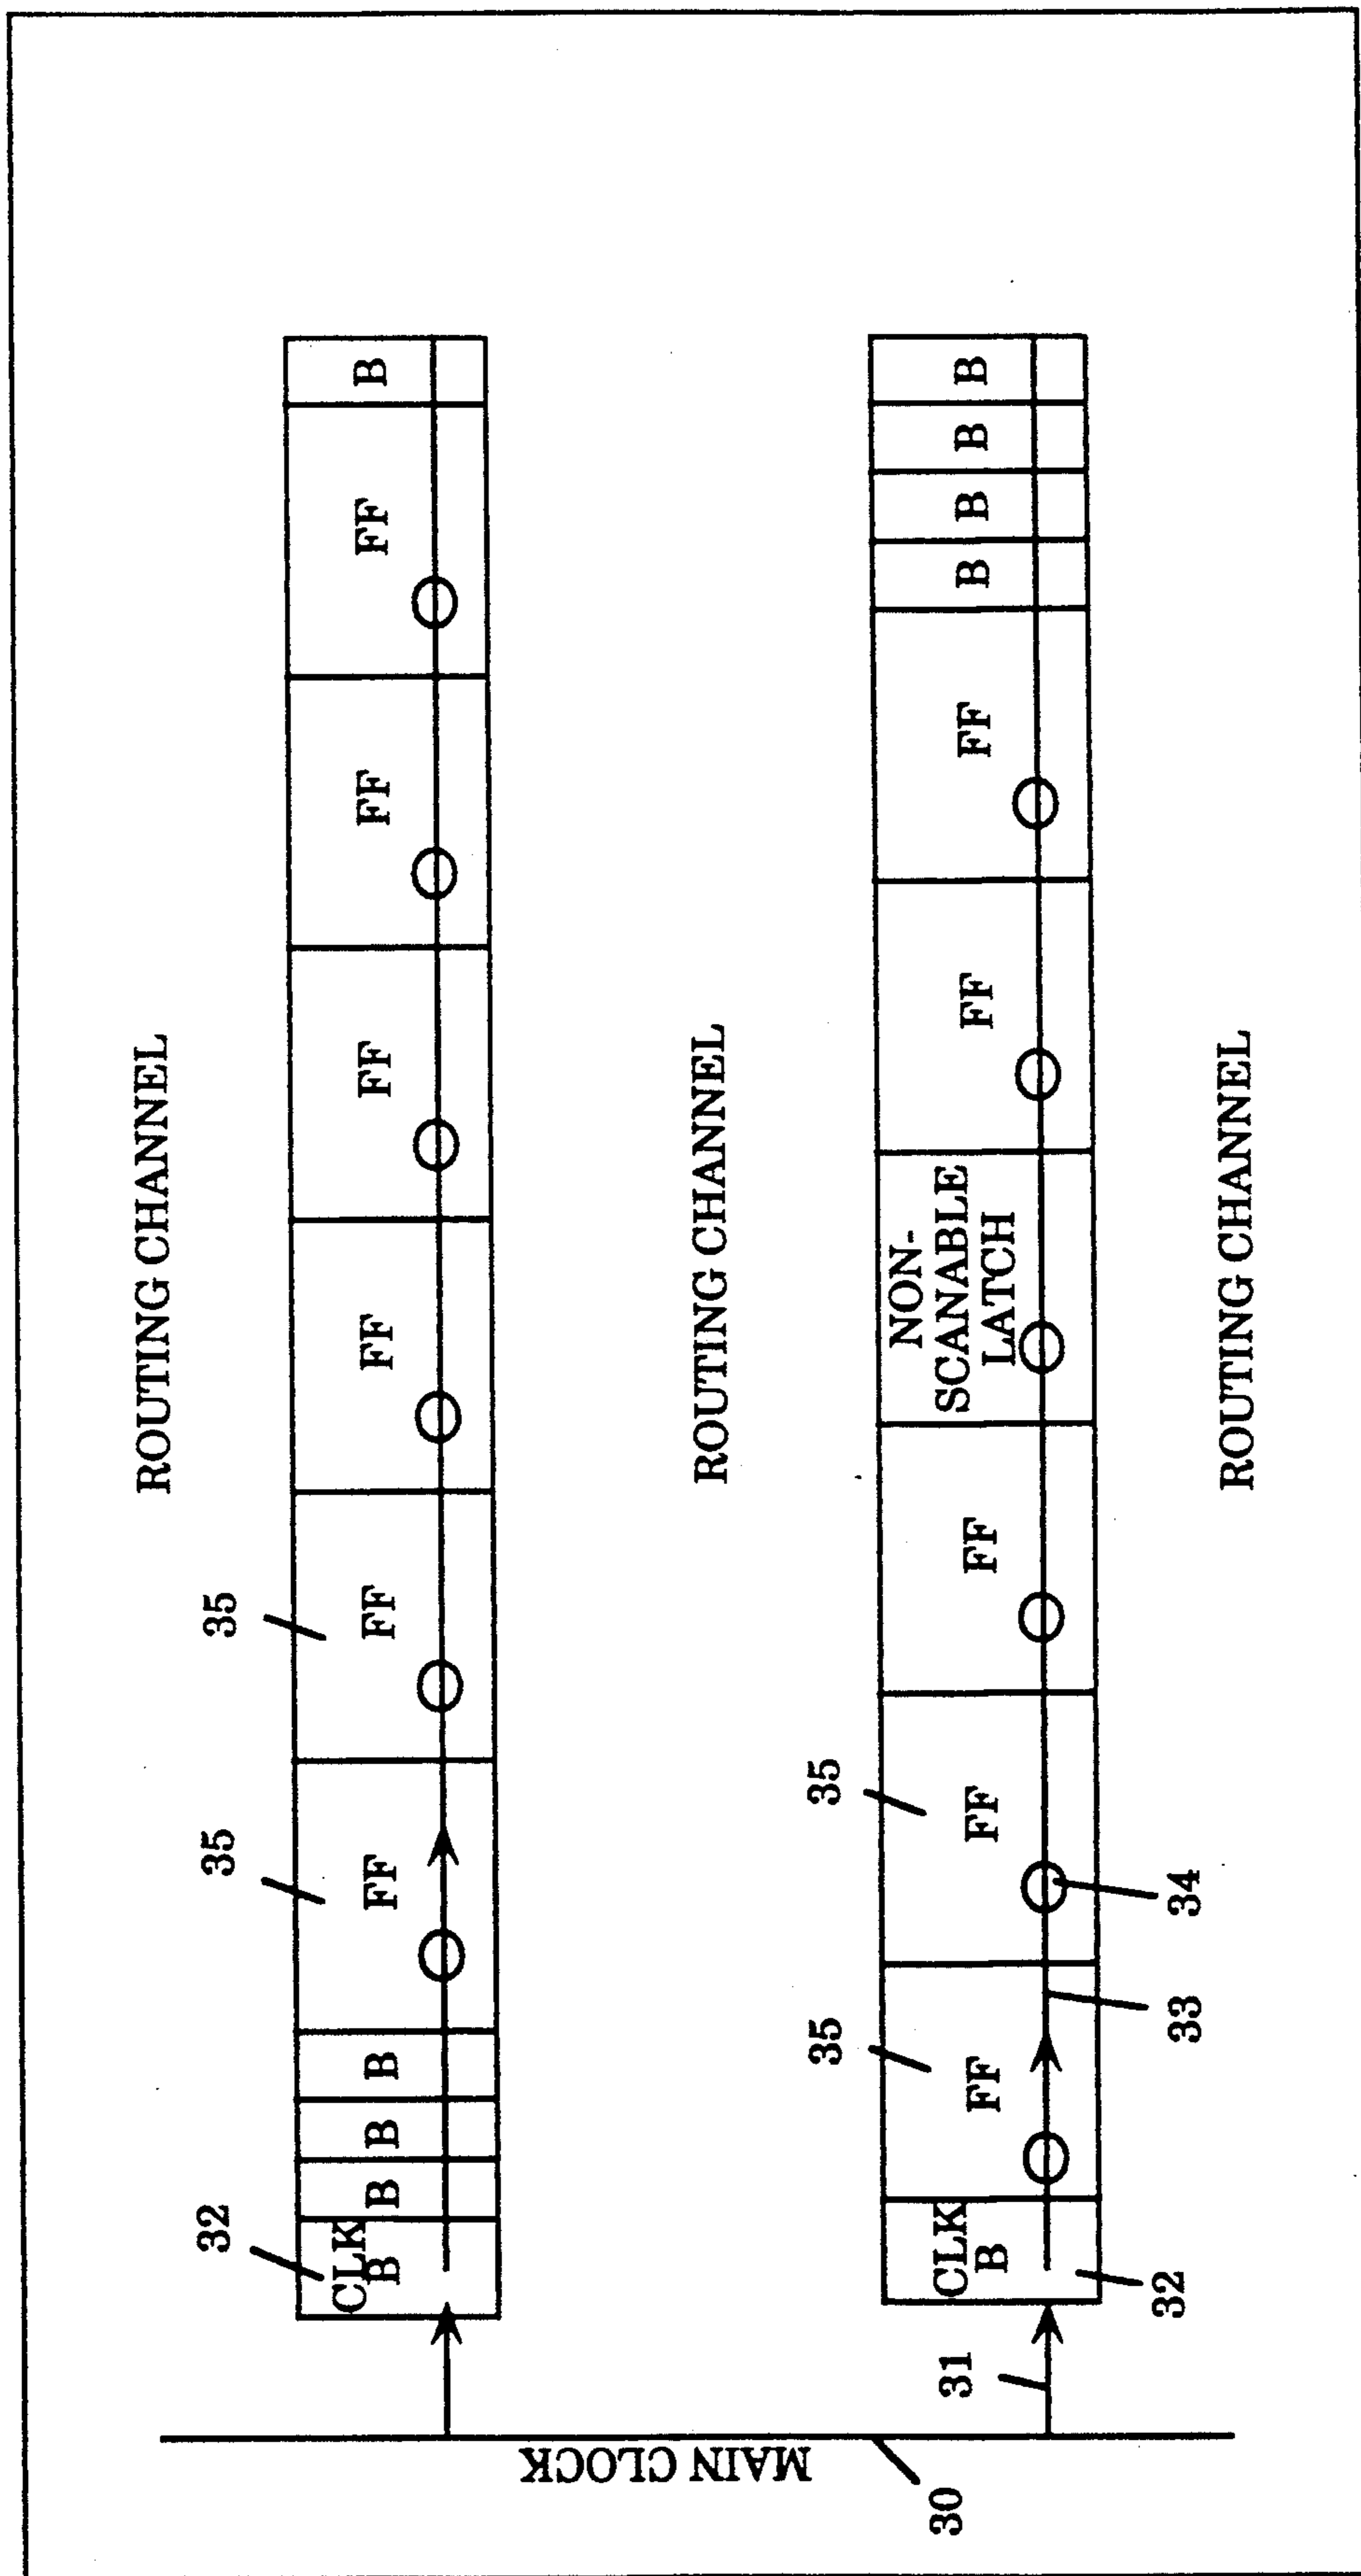 ROUTING CHANNEL
32
35
35
CLK
B
B
B
B
FF
FF
FF
FF
FF
FF
B
ROUTING CHANNEL
MAIN CLOCK
30
31
35
35
CLK
B
FF
FF
FF
NON-
SCANABLE
LATCH
FF
FF
B
B
B
B
32
33
34
ROUTING CHANNEL